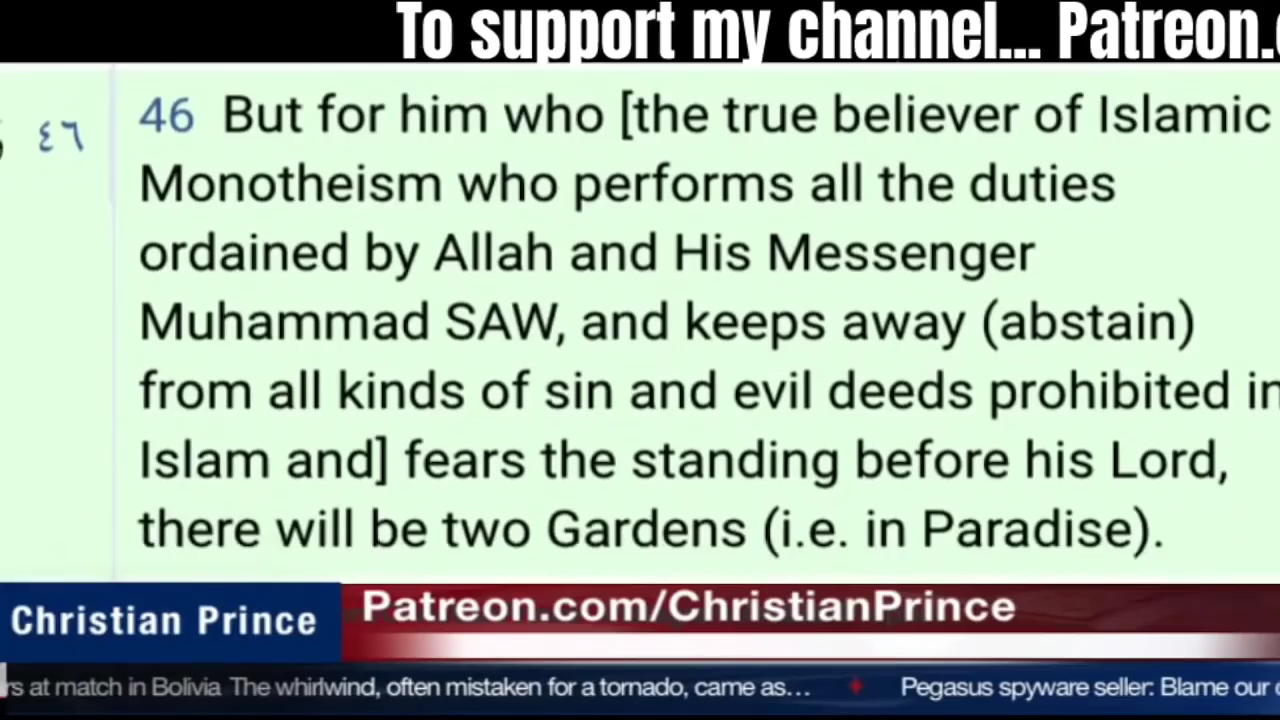 To support my channel... Patreon.
٤٦
46 But for him who [the true believer of Islamic
Monotheism who performs all the duties
ordained by Allah and His Messenger
Muhammad SAW, and keeps away (abstain)
from all kinds of sin and evil deeds prohibited in
Islam and] fears the standing before his Lord,
there will be two Gardens (i.e. in Paradise).
Christian Prince
Patreon.com/ChristianPrince
at match in Bolivia The whirlwind, often mistaken for a tornado, came as... Pegasus spyware seller: Blame our